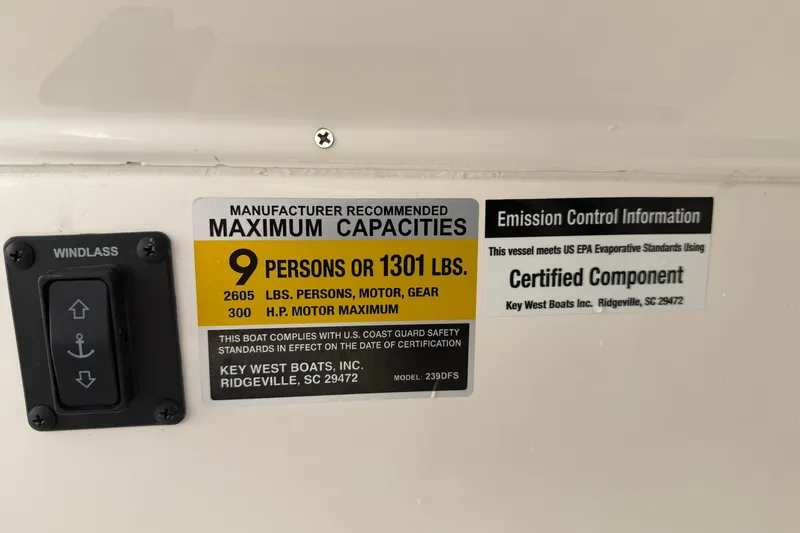 WINDLASS
MANUFACTURER RECOMMENDED
MAXIMUM CAPACITIES
9 PERSONS OR 1301 LBS.
2605 LBS. PERSONS, MOTOR, GEAR
300 H.P. MOTOR MAXIMUM
THIS BOAT COMPLIES WITH U.S. COAST GUARD SAFETY
STANDARDS IN EFFECT ON THE DATE OF CERTIFICATION
KEY WEST BOATS, INC.
RIDGEVILLE, SC 29472 MODEL: 239DFS
Emission Control Information
This vessel meets US EPA Evaporative Standards Using
Certified Component
Key West Boats Inc. Ridgeville, SC 29472